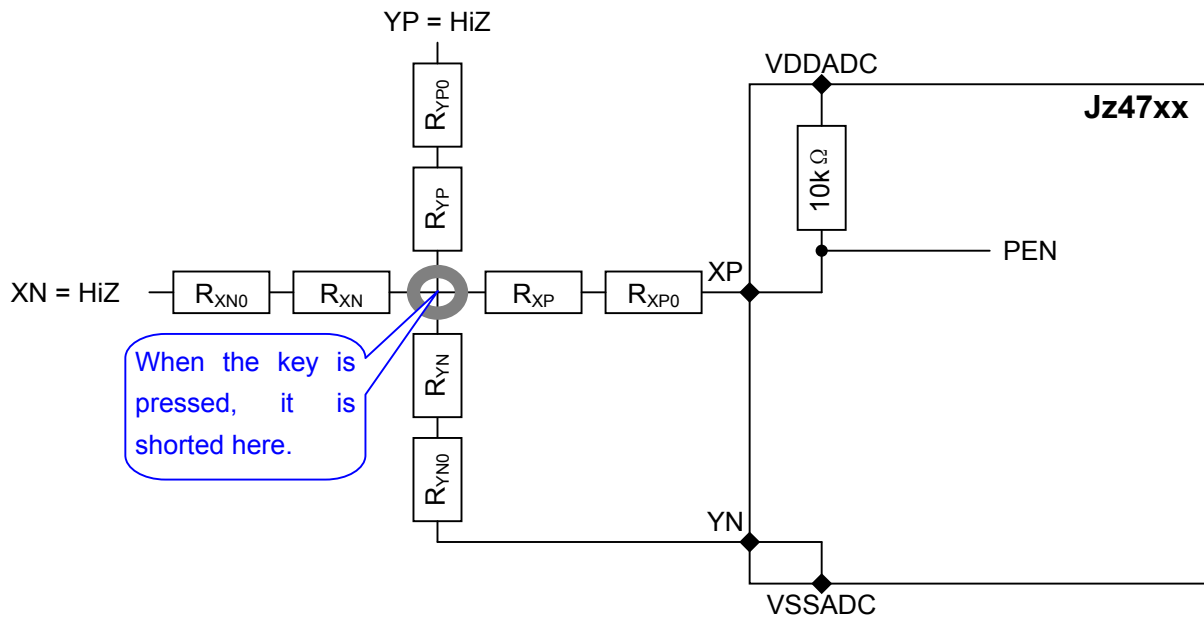 YP = HiZ
VDDADC
Jz47xx
RYP0
10k Ω
RYP
PEN
XP
XN = HiZ
RXN0
RXN
RXP
RXP0
When the key is
pressed, it is
shorted here.
RYN
RYN0
YN
VSSADC